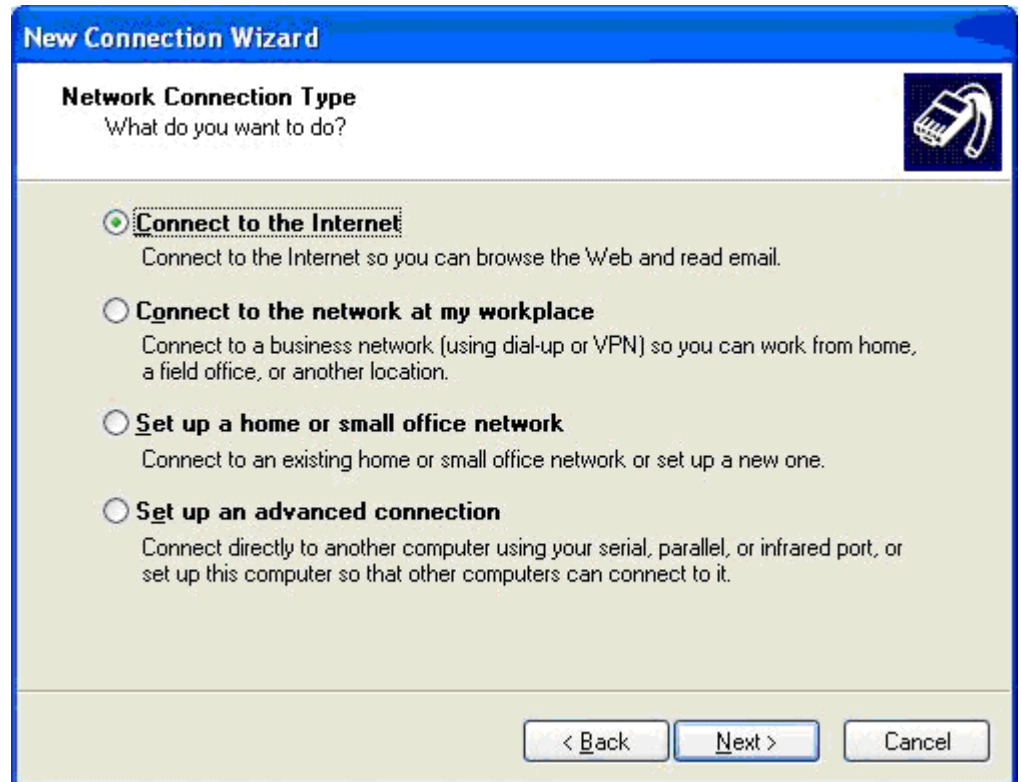 New Connection Wizard
Network Connection Type
What do you want to do?
Connect to the Internet
Connect to the Internet so you can browse the Web and read email.
Connect to the network at my workplace
Connect to a business network (using dial-up or VPN) so you can work from home,
a field office, or another location.
Set up a home or small office network
Connect to an existing home or small office network or set up a new one.
Set up an advanced connection
Connect directly to another computer using your serial, parallel, or infrared port, or
set up this computer so that other computers can connect to it.
< Back Next > Cancel